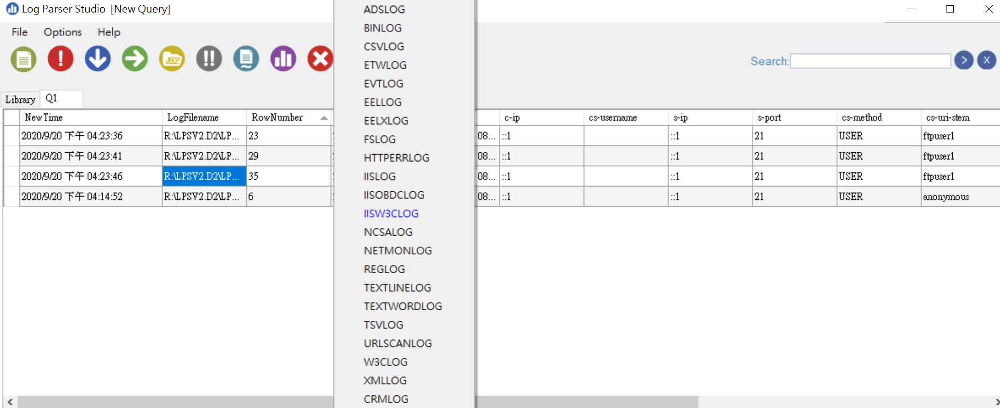 Log Parser Studio [New Query]
File Options Help
LOG
Search: > X
Library Q1
NewTime LogFilename RowNumber c-ip cs-username s-ip s-port cs-method cs-uri-stem
2020/9/20 下午 04:23:36 R:\LPSV2.D2\LP... 23 08... ::1 ::1 21 USER ftpuser1
2020/9/20 下午 04:23:41 R:\LPSV2.D2\LP... 29 08... ::1 ::1 21 USER ftpuser1
2020/9/20 下午 04:23:46 R:\LPSV2.D2\LP... 35 08... ::1 ::1 21 USER ftpuser1
2020/9/20 下午 04:14:52 R:\LPSV2.D2\LP... 6 08... ::1 ::1 21 USER anonymous
ADSLOG
BINLOG
CSVLOG
ETWLOG
EVTLOG
EELLOG
EELXLOG
FSLOG
HTTPERRLOG
IISLOG
IISOBDCLOG
IISW3CLOG
NCSALOG
NETMONLOG
REGLOG
TEXTLINELOG
TEXTWORDLOG
TSVLOG
URLSCANLOG
W3CLOG
XMLLOG
CRMLOG